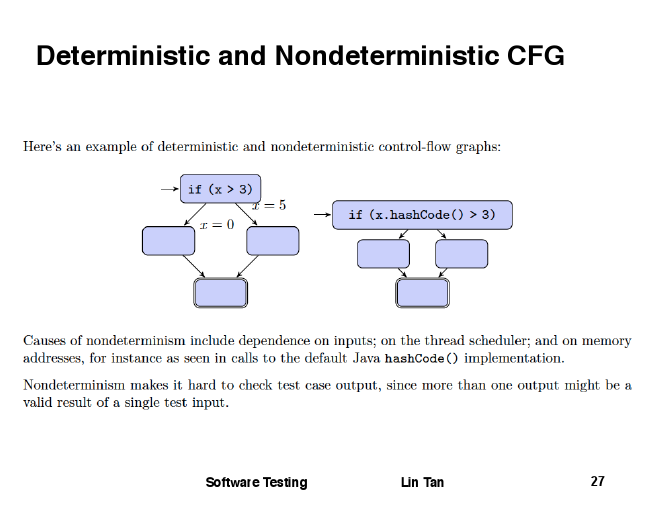 Deterministic and Nondeterministic CFG
Here's an example of deterministic and nondeterministic control-flow graphs:
if (x > 3)
x = 5
x = 0
if (x.hashCode() > 3)
Causes of nondeterminism include dependence on inputs; on the thread scheduler; and on memory
addresses, for instance as seen in calls to the default Java hashCode() implementation.
Nondeterminism makes it hard to check test case output, since more than one output might be a
valid result of a single test input.
Software Testing
Lin Tan
27